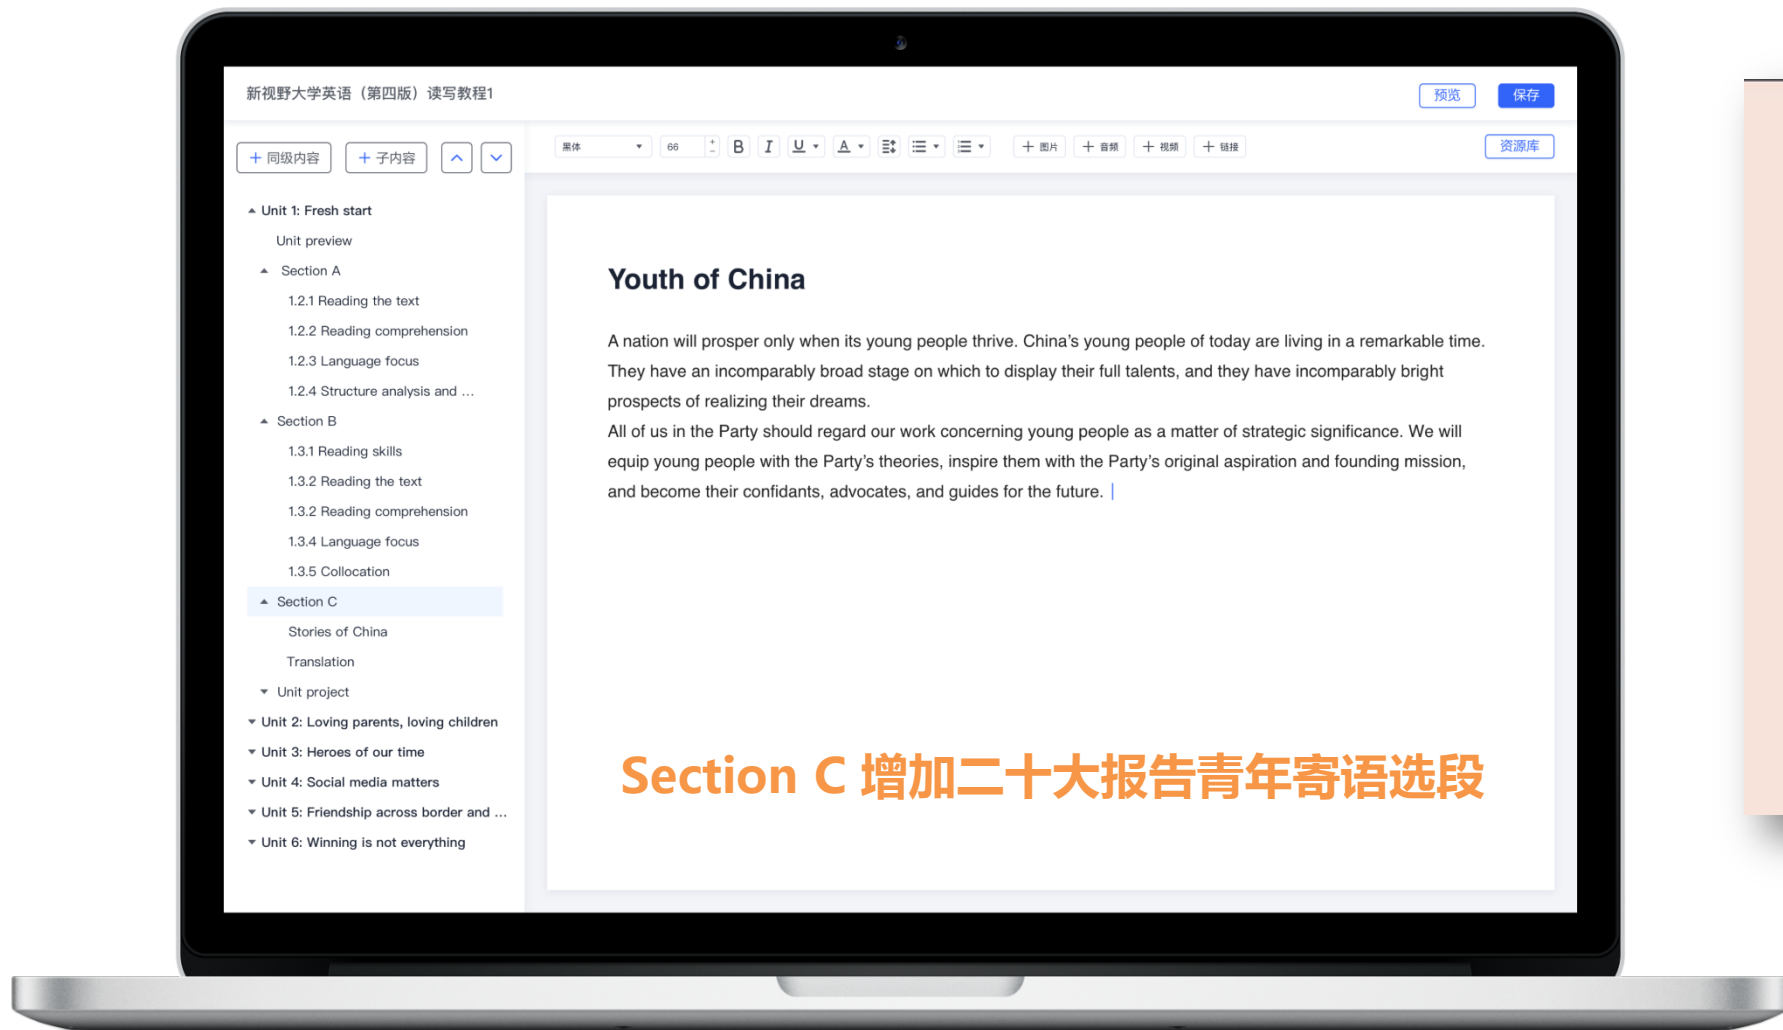 新视野大学英语（第四版）读写教程1
预览
保存
+ 同级内容
+ 子内容
黑体
66
B
I
U
A
+ 图片
+ 音频
+ 视频
+ 链接
资源库
Unit 1: Fresh start
Unit preview
Section A
1.2.1 Reading the text
1.2.2 Reading comprehension
1.2.3 Language focus
1.2.4 Structure analysis and ...
Section B
1.3.1 Reading skills
1.3.2 Reading the text
1.3.2 Reading comprehension
1.3.4 Language focus
1.3.5 Collocation
Section C
Stories of China
Translation
Unit project
Unit 2: Loving parents, loving children
Unit 3: Heroes of our time
Unit 4: Social media matters
Unit 5: Friendship across border and ...
Unit 6: Winning is not everything
Youth of China
A nation will prosper only when its young people thrive. China’s young people of today are living in a remarkable time.
They have an incomparably broad stage on which to display their full talents, and they have incomparably bright
prospects of realizing their dreams.
All of us in the Party should regard our work concerning young people as a matter of strategic significance. We will
equip young people with the Party’s theories, inspire them with the Party’s original aspiration and founding mission,
and become their confidants, advocates, and guides for the future.
Section C 增加二十大报告青年寄语选段